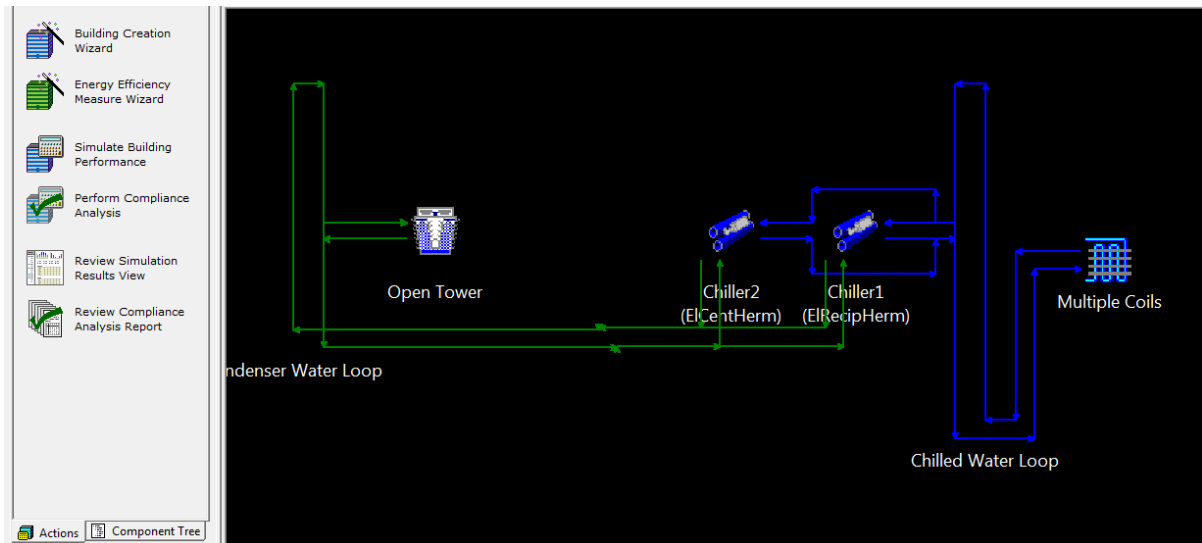 Building Creation
Wizard
Energy Efficiency
Measure Wizard
Simulate Building
Performance
Perform Compliance
Analysis
Review Simulation
Results View
Review Compliance
Analysis Report
Actions
Component Tree
Open Tower
Chiller2
(ElCentHerm)
Chiller1
(ElRecipHerm)
Multiple Coils
ndenser Water Loop
Chilled Water Loop